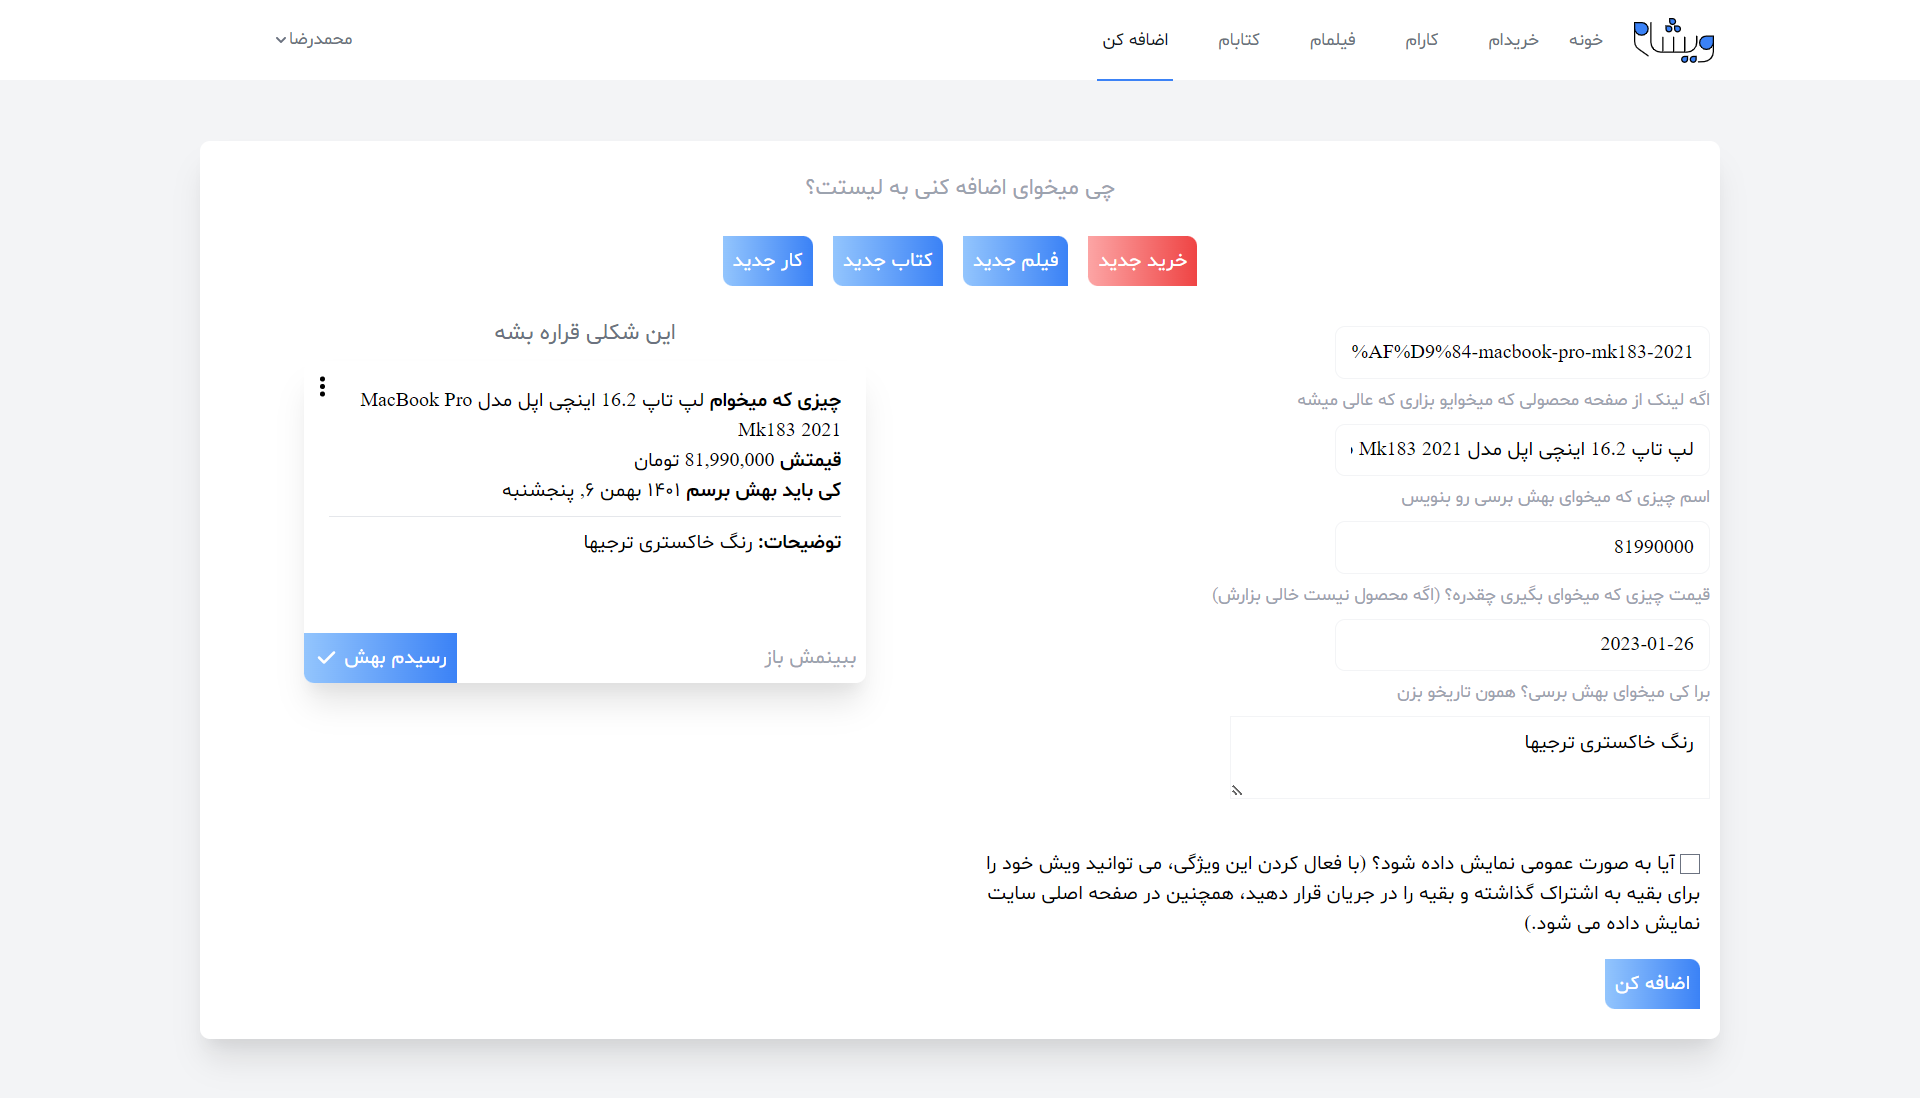 ویشلی
خونه
خریدام
کارام
فیلمام
کتابام
اضافه کن
محمدرضا
چی میخوای اضافه کنی به لیستت؟
خرید جدید
فیلم جدید
کتاب جدید
کار جدید
%AF%D9%84-macbook-pro-mk183-2021
اگه لینک از صفحه محصولی که میخوایو بزاری که عالی میشه
لپ تاپ 16.2 اینچی اپل مدل Mk183 2021
اسم چیزی که میخوای بهش برسی رو بنویس
81990000
قیمت چیزی که میخوای بگیری چقدره؟ (اگه محصول نیست خالی بزارش)
2023-01-26
برا کی میخوای بهش برسی؟ همون تاریخو بزن
رنگ خاکستری ترجیها
آیا به صورت عمومی نمایش داده شود؟ (با فعال کردن این ویژگی، می توانید ویش خود را
برای بقیه به اشتراک گذاشته و بقیه را در جریان قرار دهید، همچنین در صفحه اصلی سایت
نمایش داده می شود.)
اضافه کن
این شکلی قراره بشه
چیزی که میخوام لپ تاپ 16.2 اینچی اپل مدل MacBook Pro
Mk183 2021
قیمتش 81,990,000 تومان
کی باید بهش برسم ۱۴۰۱ بهمن ۶, پنجشنبه
توضیحات: رنگ خاکستری ترجیها
ببینمش باز
رسیدم بهش